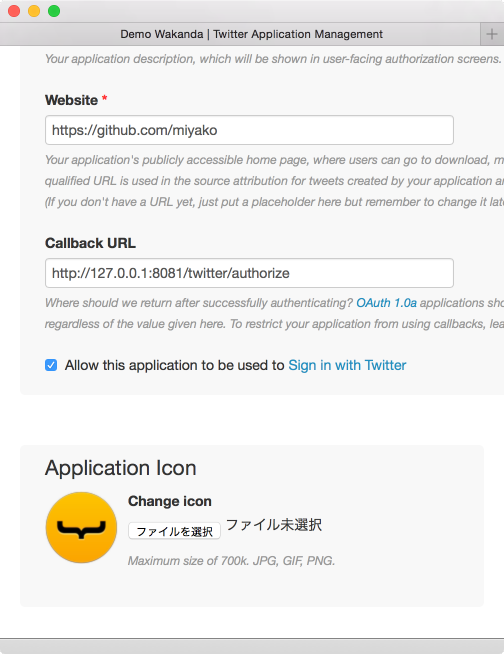 Demo Wakanda | Twitter Application Management
Your application description, which will be shown in user-facing authorization screens.
Website *
https://github.com/miyako
Your application's publicly accessible home page, where users can go to download, m
qualified URL is used in the source attribution for tweets created by your application an
(If you don't have a URL yet, just put a placeholder here but remember to change it late
Callback URL
http://127.0.0.1:8081/twitter/authorize
Where should we return after successfully authenticating? OAuth 1.0a applications sho
regardless of the value given here. To restrict your application from using callbacks, lea
Allow this application to be used to Sign in with Twitter
Application Icon
Change icon
ファイルを選択 ファイル未選択
Maximum size of 700k. JPG, GIF, PNG.